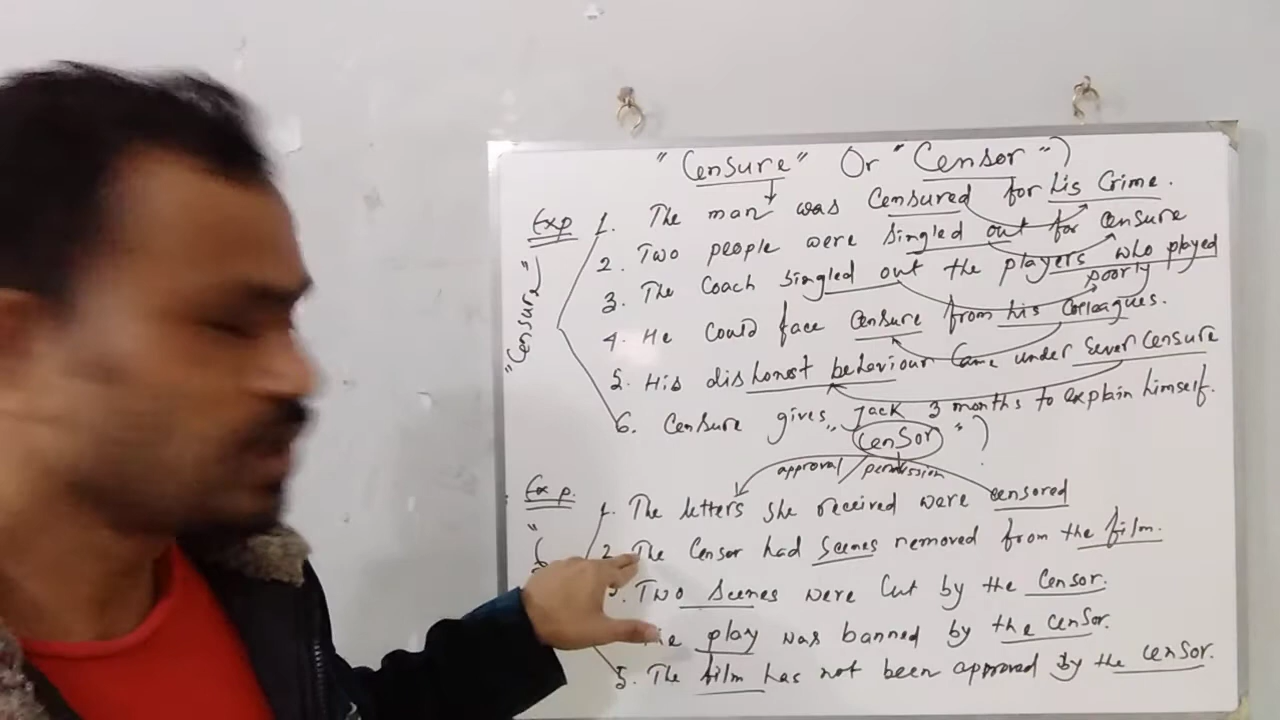 "Censure" Or "Censor")
Exp 1. The man was Censured for his Crime.
2. Two people were Singled out for Censure
3. The Coach Singled out the players who played poorly
4. He Could face Censure from his Colleagues.
"Censure"
5. His dishonest behaviour Came under Sever Censure
6. Censure gives Jack 3 months to explain himself.
"Censor")
approval / permission
Exp. 1. The letters She received were Censored
2. The Censor had Scenes removed from the film.
3. Two Scenes were Cut by the Censor.
play was banned by the Censor.
5. The film has not been approved by the Censor.